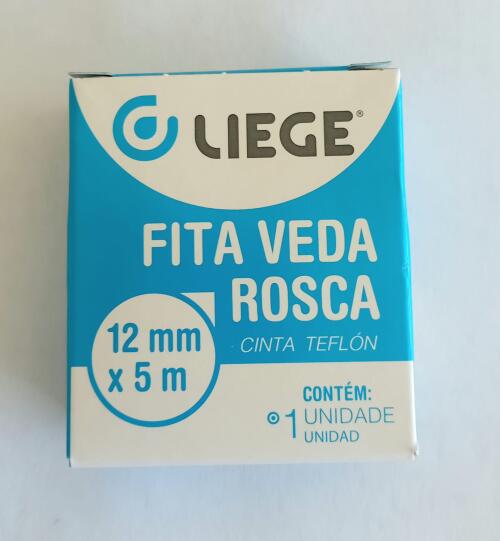 LIEGE®
FITA VEDA
ROSCA
CINTA TEFLÓN
12 mm
x 5 m
CONTÉM:
1 UNIDADE
UNIDAD